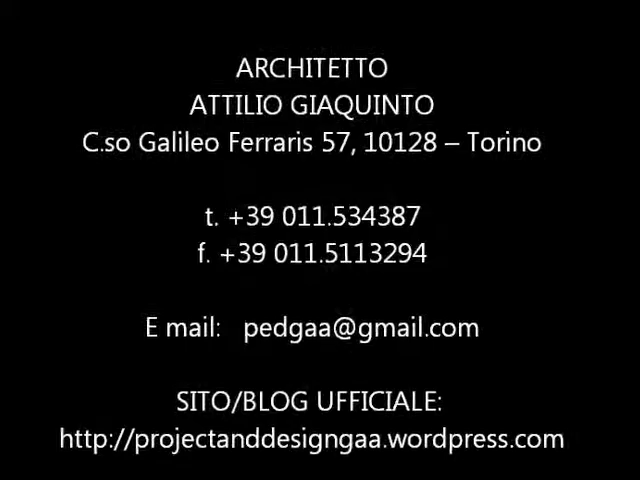 ARCHITETTO
ATTILIO GIAQUINTO
C.so Galileo Ferraris 57, 10128 – Torino
t. +39 011.534387
f. +39 011.5113294
E mail: pedgaa@gmail.com
SITO/BLOG UFFICIALE:
http://projectanddesigngaa.wordpress.com